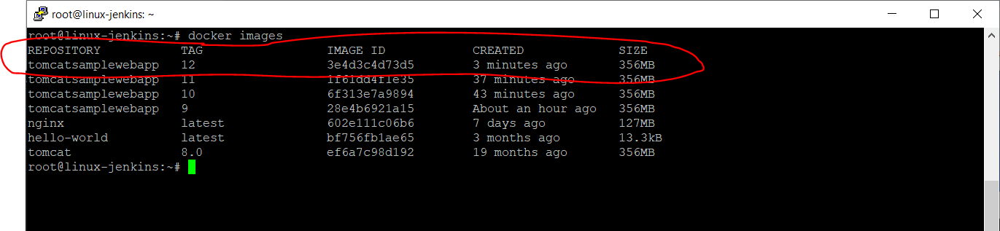 root@linux-jenkins: ~
root@linux-jenkins:~# docker images
REPOSITORY TAG IMAGE ID CREATED SIZE
tomcatsamplewebapp 12 3e4d3c4d73d5 3 minutes ago 356MB
tomcatsamplewebapp 11 1f61dd4f1e35 37 minutes ago 356MB
tomcatsamplewebapp 10 6f313e7a9894 43 minutes ago 356MB
tomcatsamplewebapp 9 28e4b6921a15 About an hour ago 356MB
nginx latest 602e111c06b6 7 days ago 127MB
hello-world latest bf756fb1ae65 3 months ago 13.3kB
tomcat 8.0 ef6a7c98d192 19 months ago 356MB
root@linux-jenkins:~#